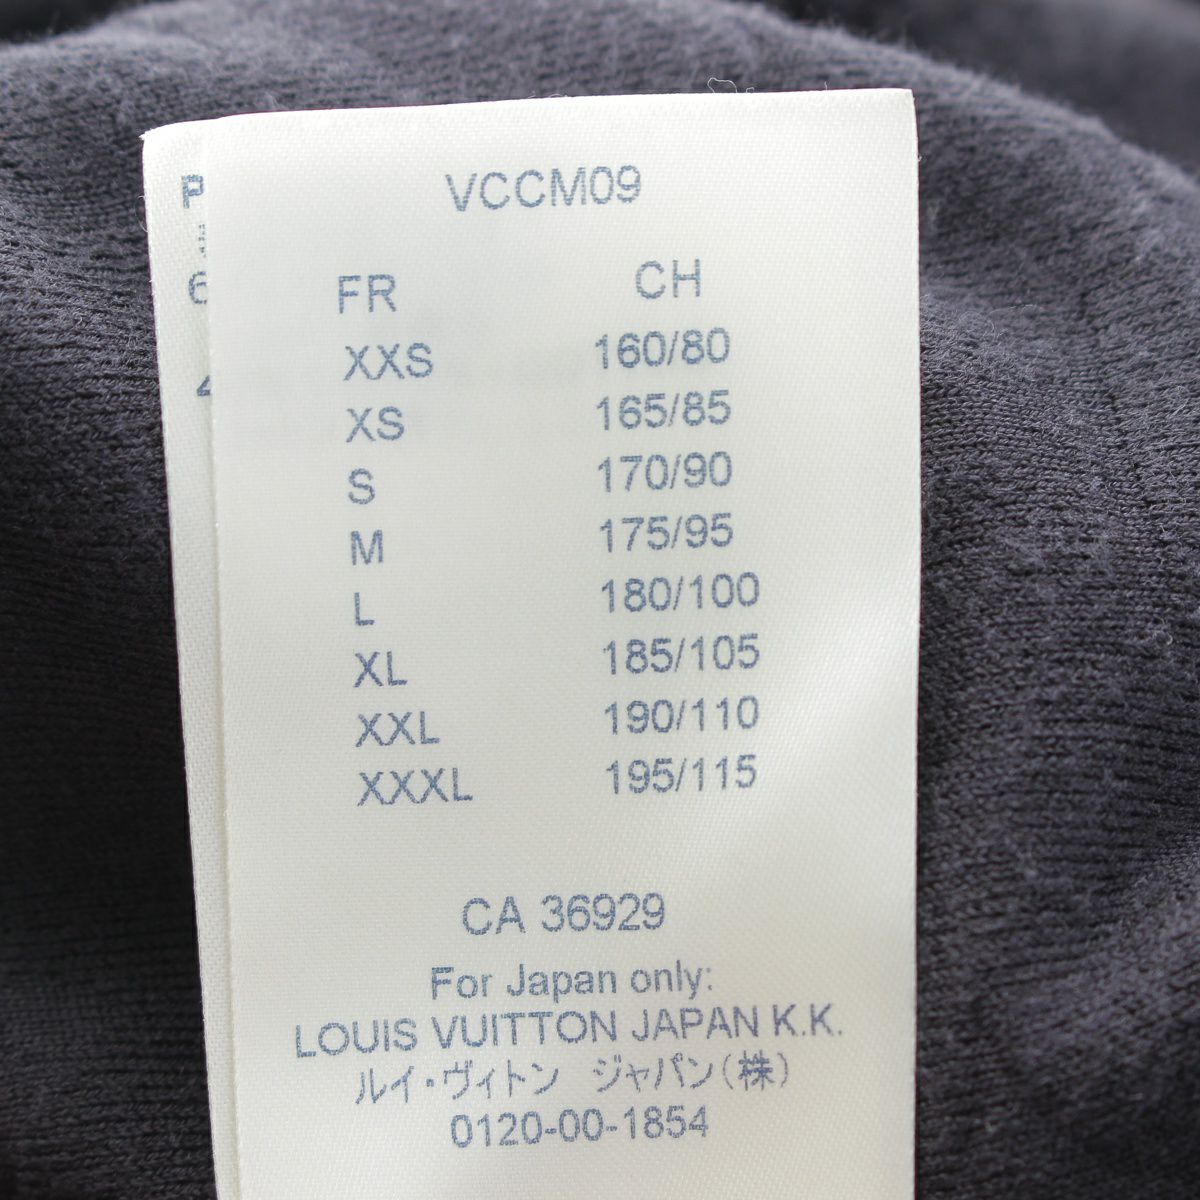 VCCM09
FR CH
XXS 160/80
XS 165/85
S 170/90
M 175/95
L 180/100
XL 185/105
XXL 190/110
XXXL 195/115
CA 36929
For Japan only:
LOUIS VUITTON JAPAN K.K.
ルイ・ヴィトン ジャパン(株)
0120-00-1854